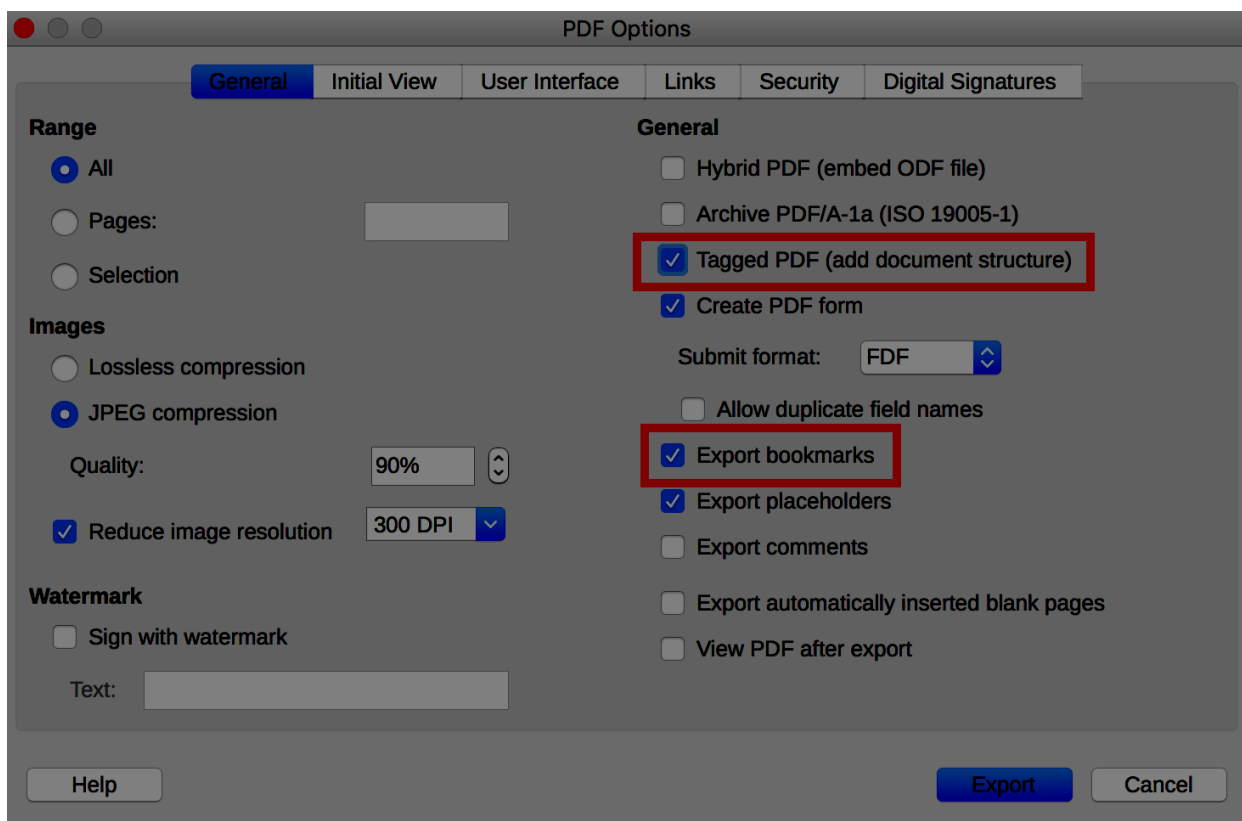 PDF Options
General Initial View User Interface Links Security Digital Signatures
Range
All
Pages:
Selection
Images
Lossless compression
JPEG compression
Quality: 90%
Reduce image resolution 300 DPI
Watermark
Sign with watermark
Text:
General
Hybrid PDF (embed ODF file)
Archive PDF/A-1a (ISO 19005-1)
Tagged PDF (add document structure)
Create PDF form
Submit format: FDF
Allow duplicate field names
Export bookmarks
Export placeholders
Export comments
Export automatically inserted blank pages
View PDF after export
Help Export Cancel